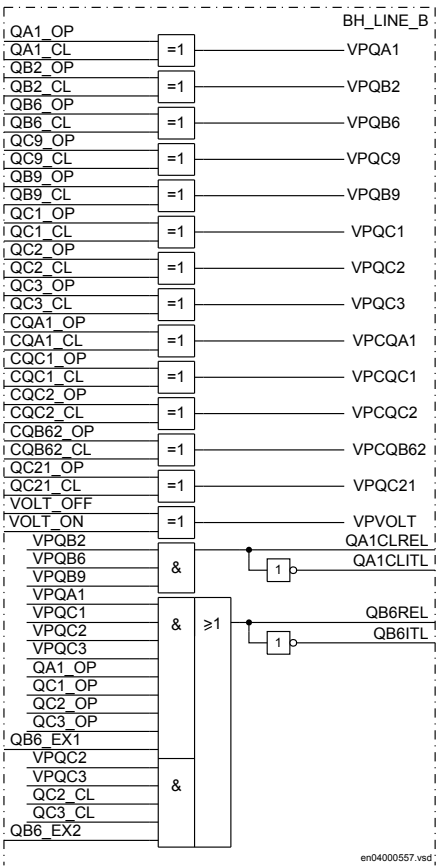 BH_LINE_B
QA1_OP
QA1_CL =1 VPQA1
QB2_OP
QB2_CL =1 VPQB2
QB6_OP
QB6_CL =1 VPQB6
QC9_OP
QC9_CL =1 VPQC9
QB9_OP
QB9_CL =1 VPQB9
QC1_OP
QC1_CL =1 VPQC1
QC2_OP
QC2_CL =1 VPQC2
QC3_OP
QC3_CL =1 VPQC3
CQA1_OP
CQA1_CL =1 VPCQA1
CQC1_OP
CQC1_CL =1 VPCQC1
CQC2_OP
CQC2_CL =1 VPCQC2
CQB62_OP
CQB62_CL =1 VPCQB62
QC21_OP
QC21_CL =1 VPQC21
VOLT_OFF
VOLT_ON =1 VPVOLT
VPQB2 QA1CLREL
VPQB6 & 1 QA1CLITL
VPQB9
VPQA1
VPQC1 QB6REL
VPQC2 & ≥1
VPQC3 1 QB6ITL
QA1_OP
QC1_OP
QC2_OP
QC3_OP
QB6_EX1
VPQC2
VPQC3
QC2_CL &
QC3_CL
QB6_EX2
en04000557.vsd